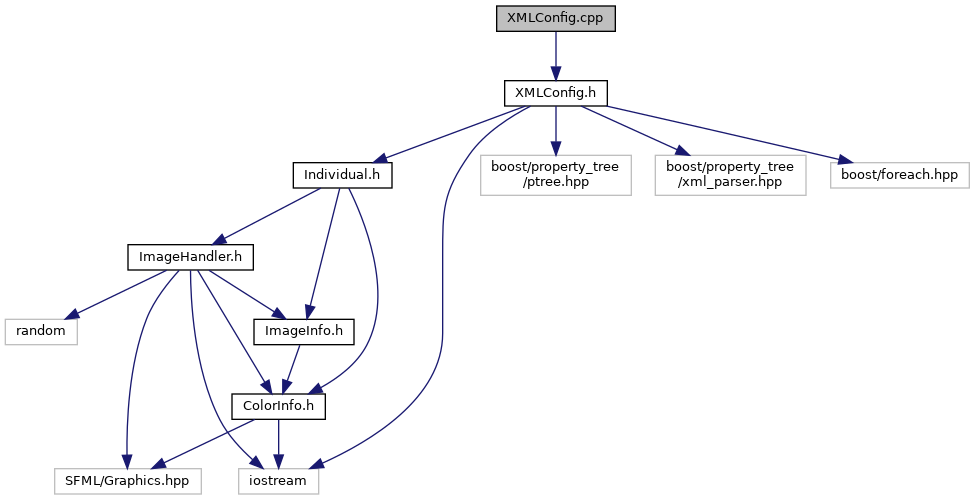 XMLConfig.cpp
XMLConfig.h
Individual.h
boost/property_tree
/ptree.hpp
boost/property_tree
/xml_parser.hpp
boost/foreach.hpp
ImageHandler.h
random
ImageInfo.h
ColorInfo.h
SFML/Graphics.hpp
iostream